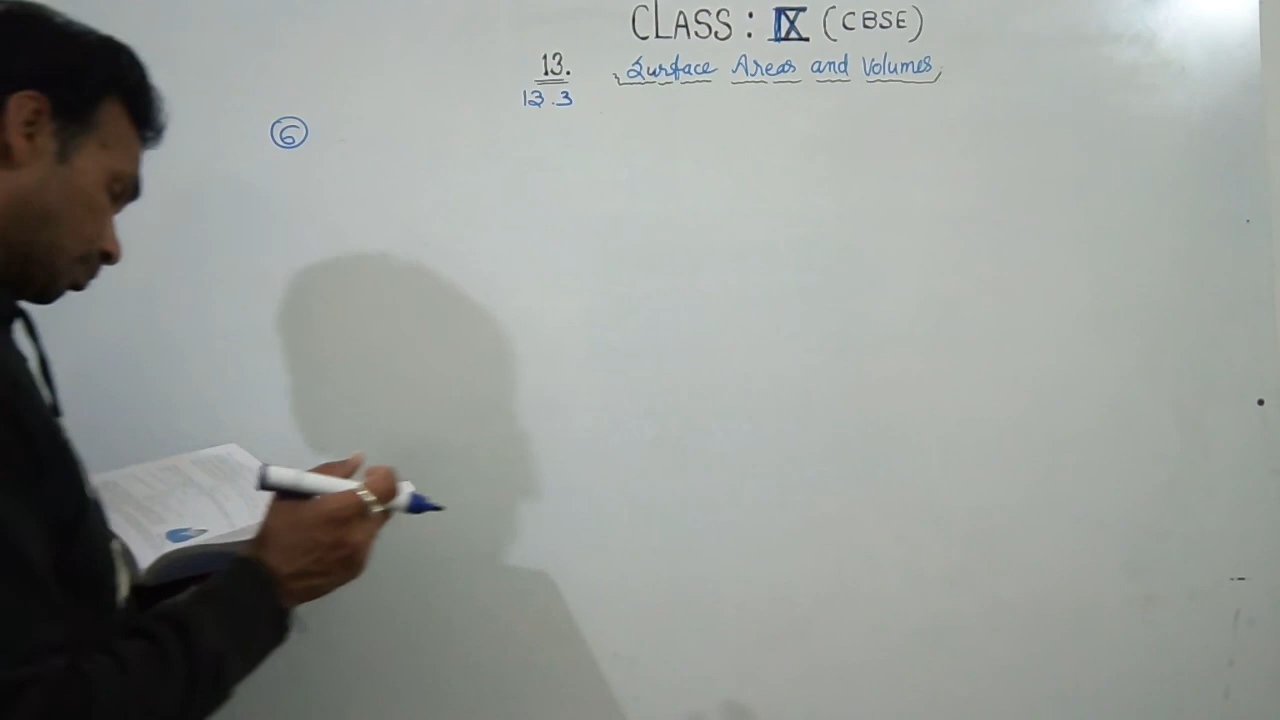 CLASS : IX (CBSE)
13. Surface Areas and Volumes
13.3
6